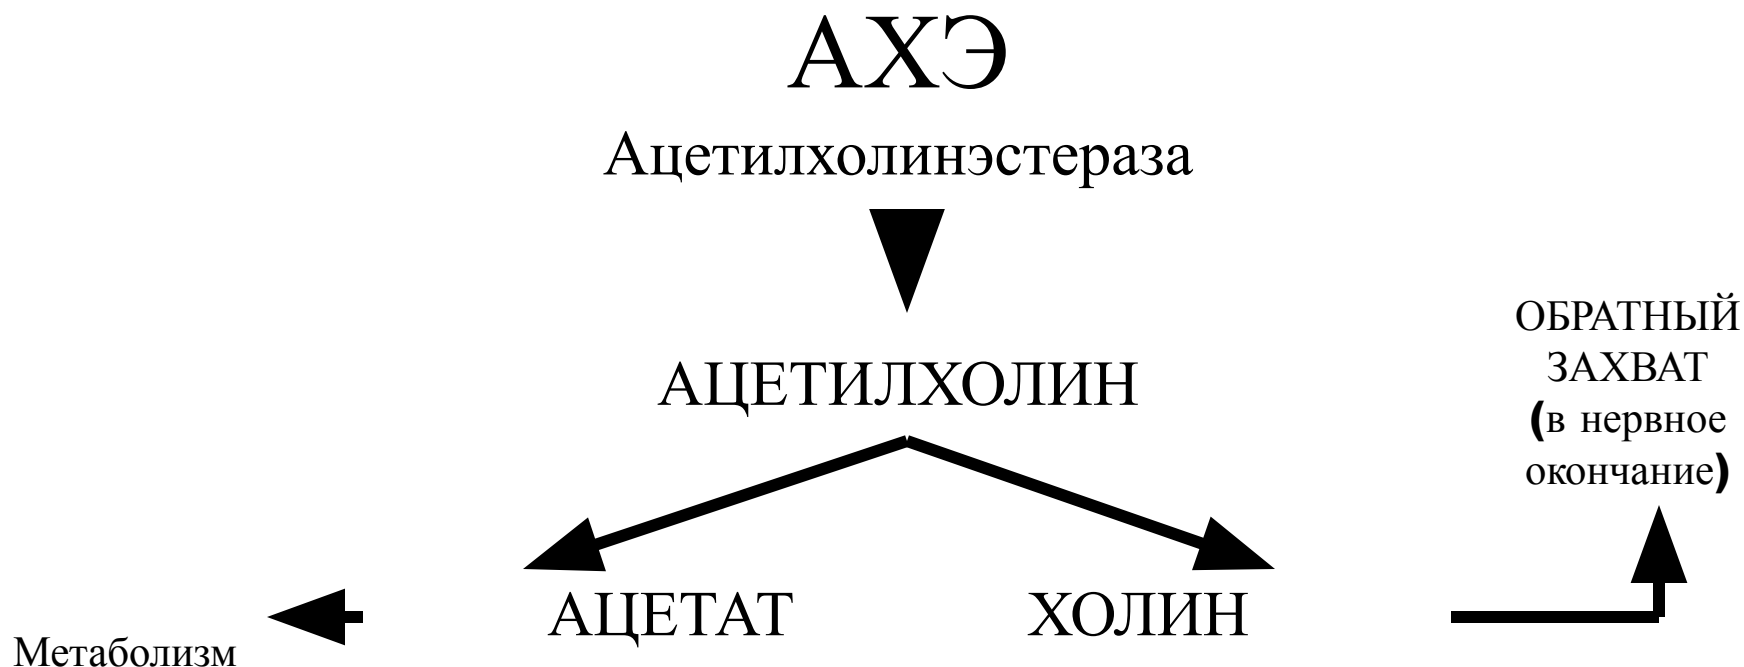 АХЭ
Ацетилхолинэстераза
АЦЕТИЛХОЛИН
ОБРАТНЫЙ
ЗАХВАТ
(в нервное
окончание)
АЦЕТАТ
ХОЛИН
Метаболизм